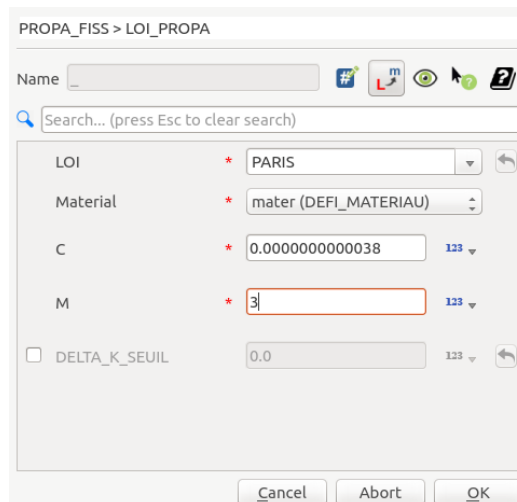 PROPA_FISS > LOI_PROPA
Name _
Search... (press Esc to clear search)
LOI * PARIS
Material * mater (DEFI_MATERIAU)
C * 0.0000000000038 123
M * 3 123
DELTA_K_SEUIL 0.0 123
Cancel Abort OK